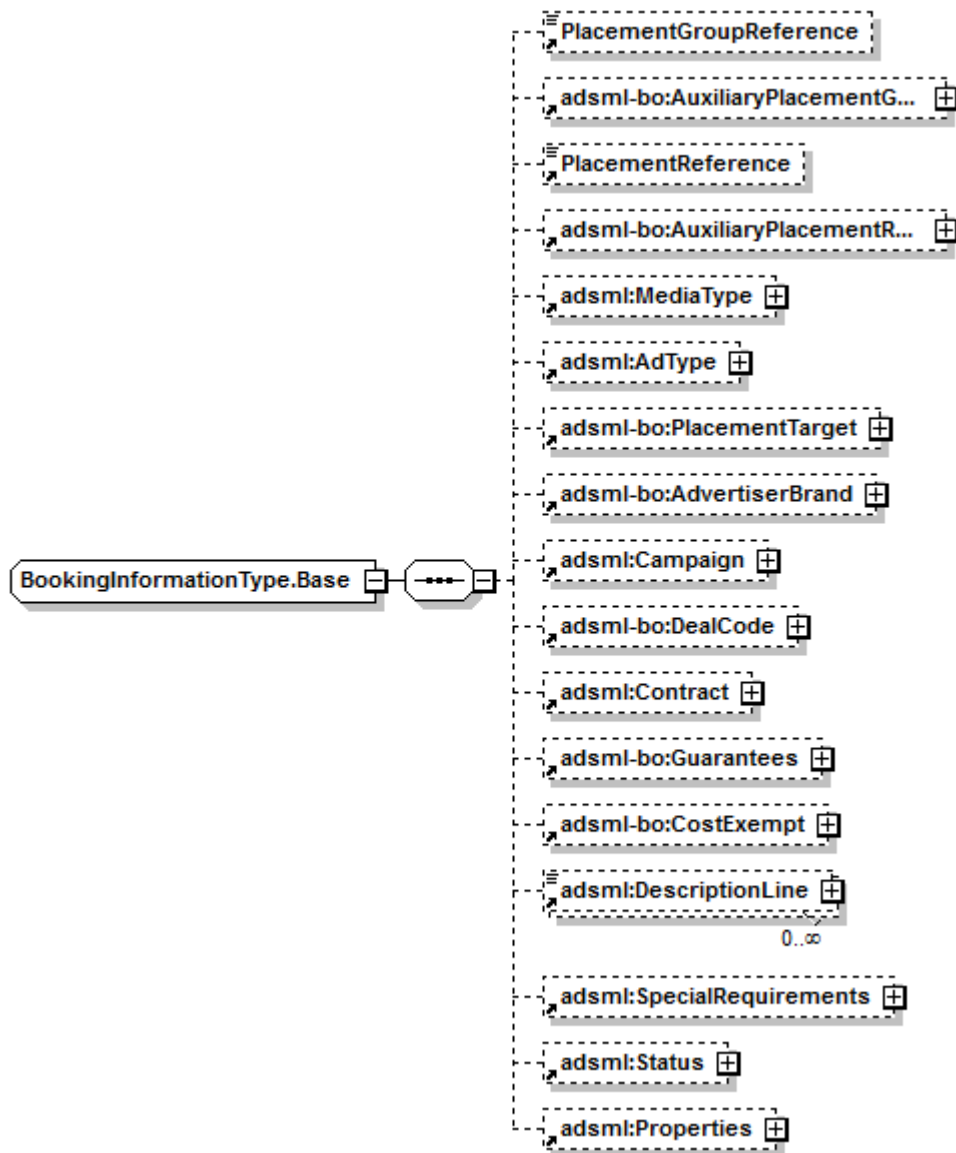 PlacementGroupReference
adsml-bo:AuxiliaryPlacementG...
PlacementReference
adsml-bo:AuxiliaryPlacementR...
adsml:MediaType
adsml:AdType
adsml-bo:PlacementTarget
adsml-bo:AdvertiserBrand
adsml:Campaign
BookingInformationType.Base
adsml-bo:DealCode
adsml:Contract
adsml-bo:Guarantees
adsml-bo:CostExempt
adsml:DescriptionLine
0..∞
adsml:SpecialRequirements
adsml:Status
adsml:Properties